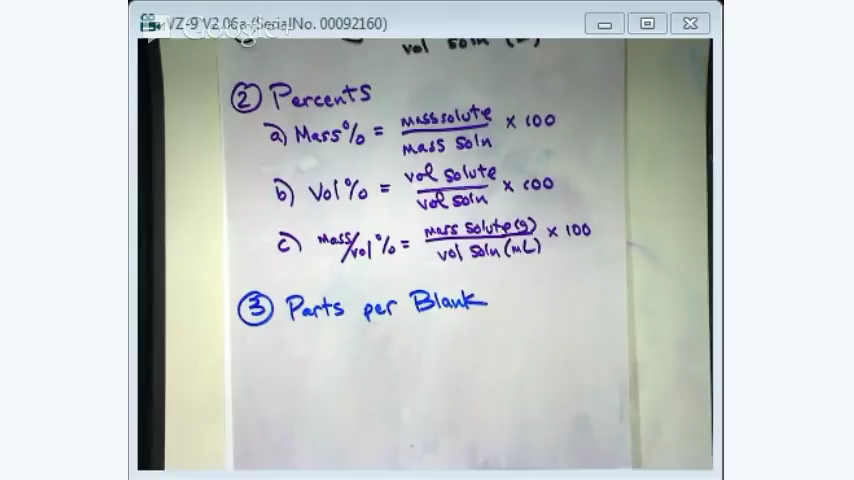 VZ-9 V2.06a (SerialNo. 00092160)
Google+
vol soln (L)
② Percents
a) Mass % = mass solute / mass soln × 100
b) Vol % = vol solute / vol soln × 100
c) Mass/vol % = mass solute (g) / vol soln (mL) × 100
③ Parts per Blank